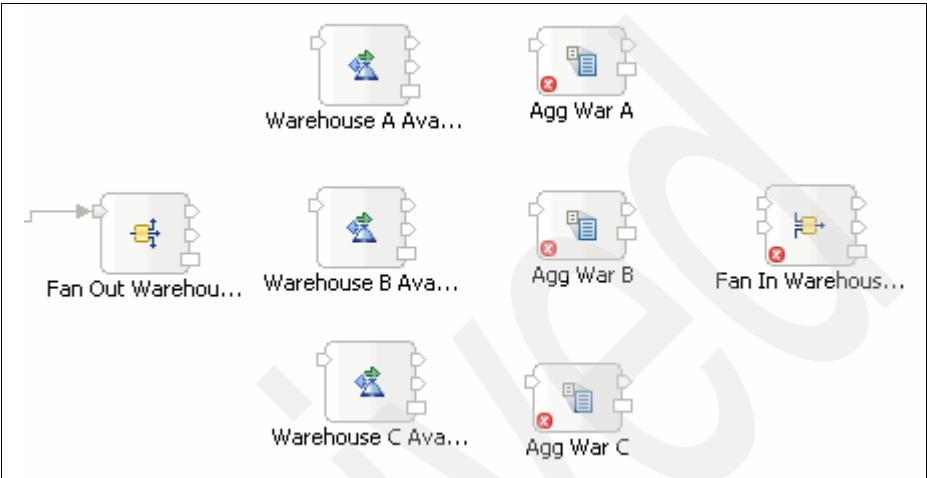 Warehouse A Ava...
Agg War A
Fan Out Warehou...
Warehouse B Ava...
Agg War B
Fan In Warehous...
Warehouse C Ava...
Agg War C